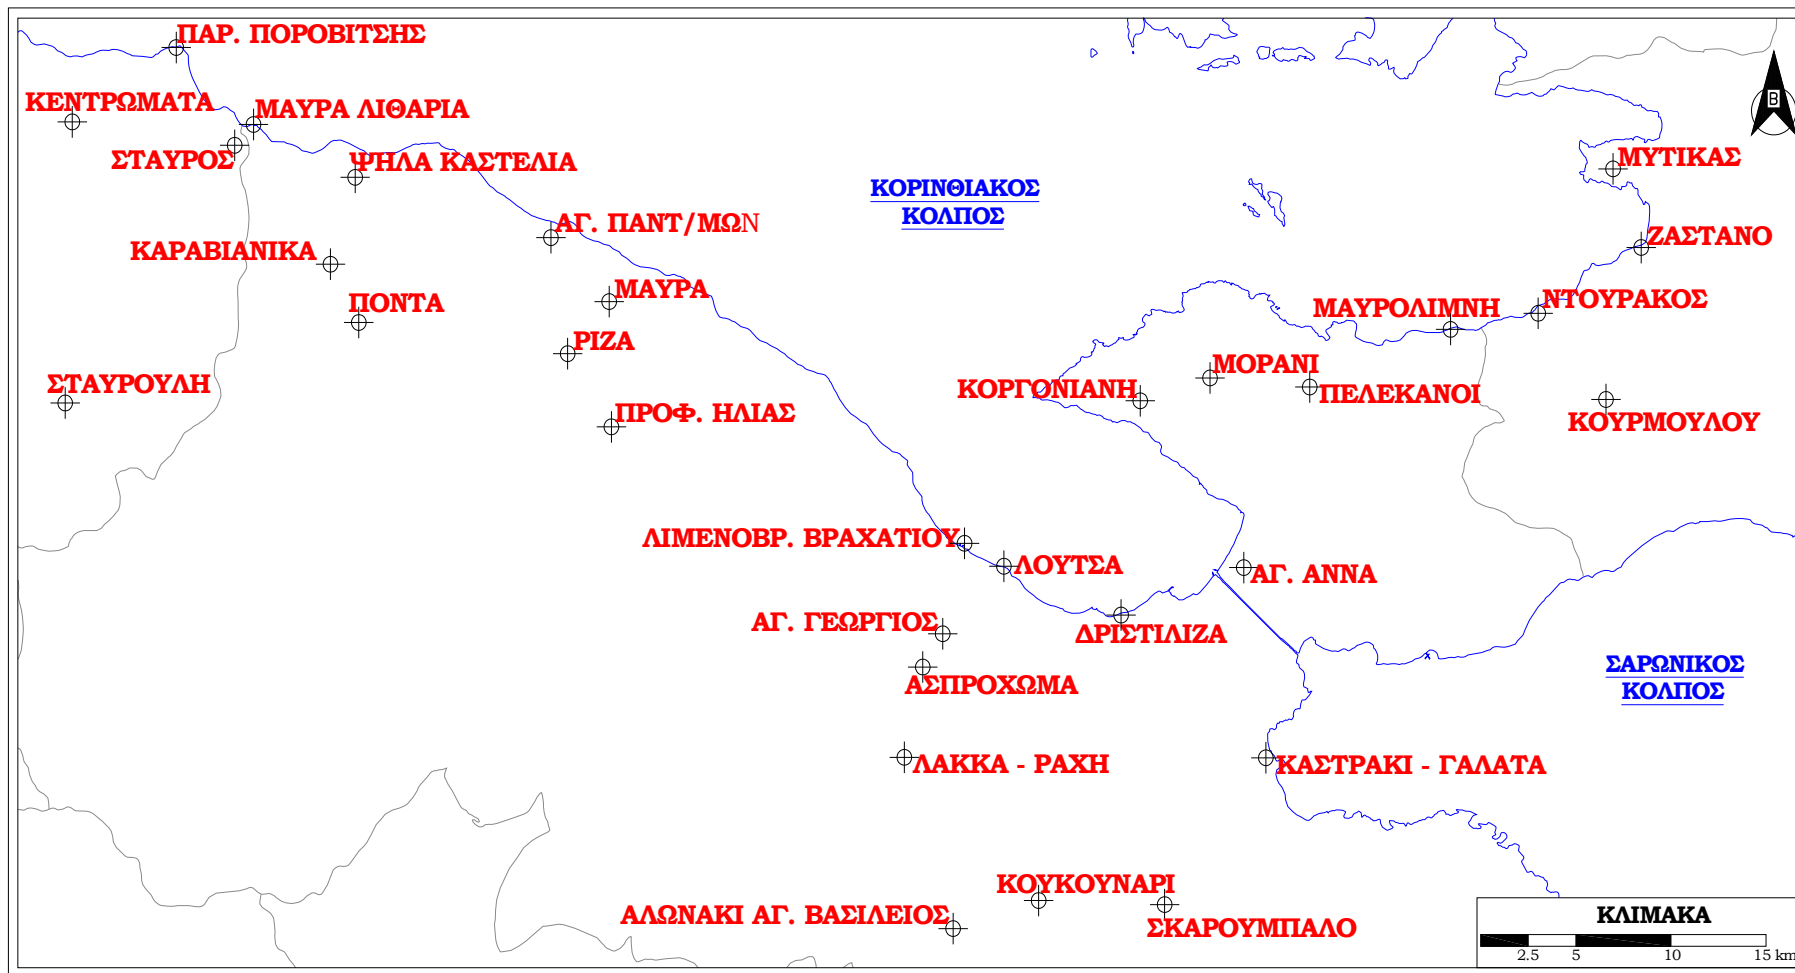 ΠΑΡ. ΠΟΡΟΒΙΤΣΗΣ
ΚΕΝΤΡΩΜΑΤΑ
ΜΑΥΡΑ ΛΙΘΑΡΙΑ
B
ΣΤΑΥΡΟΣ
ΨΗΛΑ ΚΑΣΤΕΛΙΑ
ΜΥΤΙΚΑΣ
ΚΟΡΙΝΘΙΑΚΟΣ
ΚΟΛΠΟΣ
ΑΓ. ΠΑΝΤ/ΜΩΝ
ΖΑΣΤΑΝΟ
ΚΑΡΑΒΙΑΝΙΚΑ
ΜΑΥΡΑ
ΠΟΝΤΑ
ΜΑΥΡΟΛΙΜΝΗ
ΝΤΟΥΡΑΚΟΣ
ΡΙΖΑ
ΜΟΡΑΝΙ
ΣΤΑΥΡΟΥΛΗ
ΚΟΡΓΟΝΙΑΝΗ
ΠΕΛΕΚΑΝΟΙ
ΠΡΟΦ. ΗΛΙΑΣ
ΚΟΥΡΜΟΥΛΟΥ
ΛΙΜΕΝΟΒΡ. ΒΡΑΧΑΤΙΟΥ
ΛΟΥΤΣΑ
ΑΓ. ΑΝΝΑ
ΑΓ. ΓΕΩΡΓΙΟΣ
ΔΡΙΣΤΙΛΙΖΑ
ΣΑΡΩΝΙΚΟΣ
ΚΟΛΠΟΣ
ΑΣΠΡΟΧΩΜΑ
ΛΑΚΚΑ - ΡΑΧΗ
ΚΑΣΤΡΑΚΙ - ΓΑΛΑΤΑ
ΚΟΥΚΟΥΝΑΡΙ
ΑΛΩΝΑΚΙ ΑΓ. ΒΑΣΙΛΕΙΟΣ
ΣΚΑΡΟΥΜΠΑΛΟ
ΚΛΙΜΑΚΑ
2.5 5 10 15 km